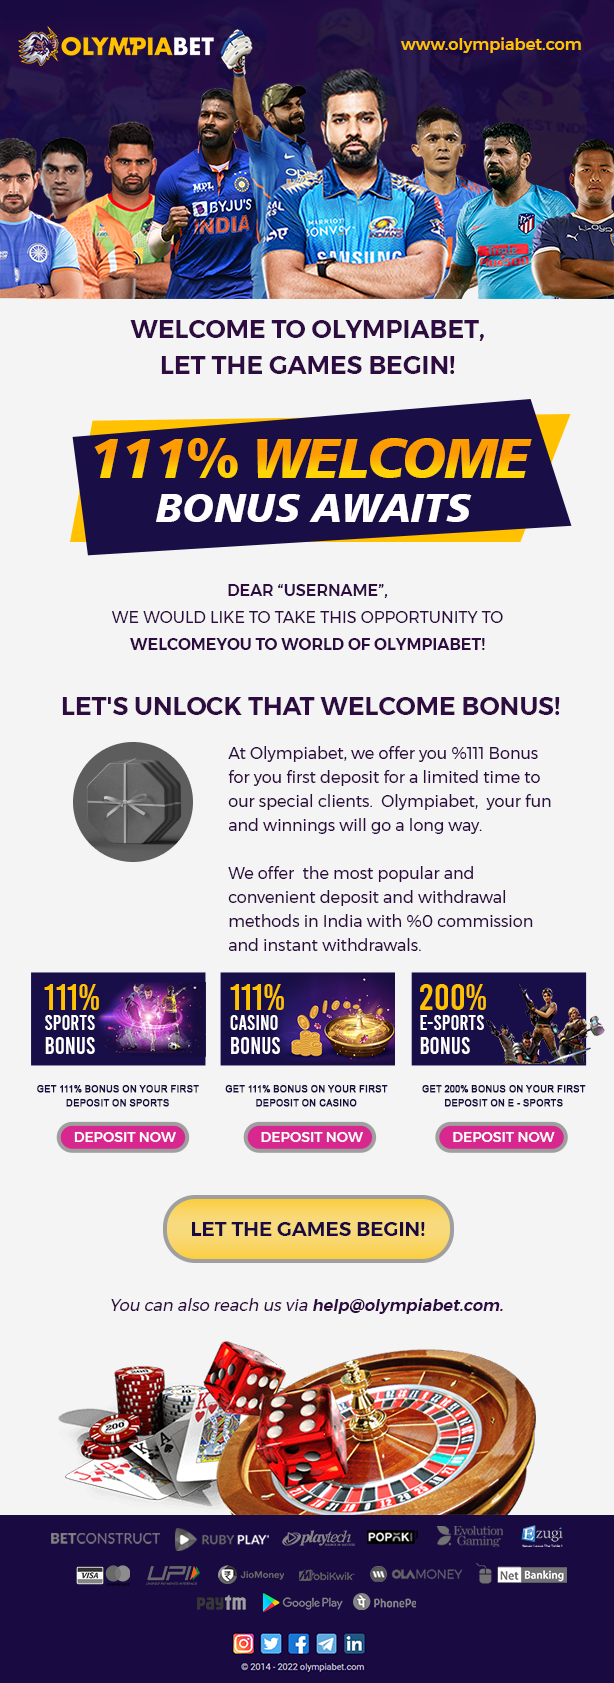 OLYMPIABET
www.olympiabet.com
MPL
BYJU'S
INDIA
MARRIOTT
BONVOY
SAMSUNG
WELCOME TO OLYMPIABET,
LET THE GAMES BEGIN!
111% WELCOME
BONUS AWAITS
DEAR “USERNAME”,
WE WOULD LIKE TO TAKE THIS OPPORTUNITY TO
WELCOMEYOU TO WORLD OF OLYMPIABET!
LET'S UNLOCK THAT WELCOME BONUS!
At Olympiabet, we offer you %111 Bonus
for you first deposit for a limited time to
our special clients. Olympiabet, your fun
and winnings will go a long way.
We offer the most popular and
convenient deposit and withdrawal
methods in India with %0 commission
and instant withdrawals.
111%
SPORTS
BONUS
111%
CASINO
BONUS
200%
E-SPORTS
BONUS
GET 111% BONUS ON YOUR FIRST
DEPOSIT ON SPORTS
GET 111% BONUS ON YOUR FIRST
DEPOSIT ON CASINO
GET 200% BONUS ON YOUR FIRST
DEPOSIT ON E - SPORTS
DEPOSIT NOW DEPOSIT NOW DEPOSIT NOW
LET THE GAMES BEGIN!
You can also reach us via help@olympiabet.com.
200
BETCONSTRUCT RUBY PLAY playtech POPOK Evolution Gaming Ezugi
VISA UPI JioMoney MobiKwik OLAMONEY Net Banking
paytm Google Play PhonePe
© 2014 - 2022 olympiabet.com